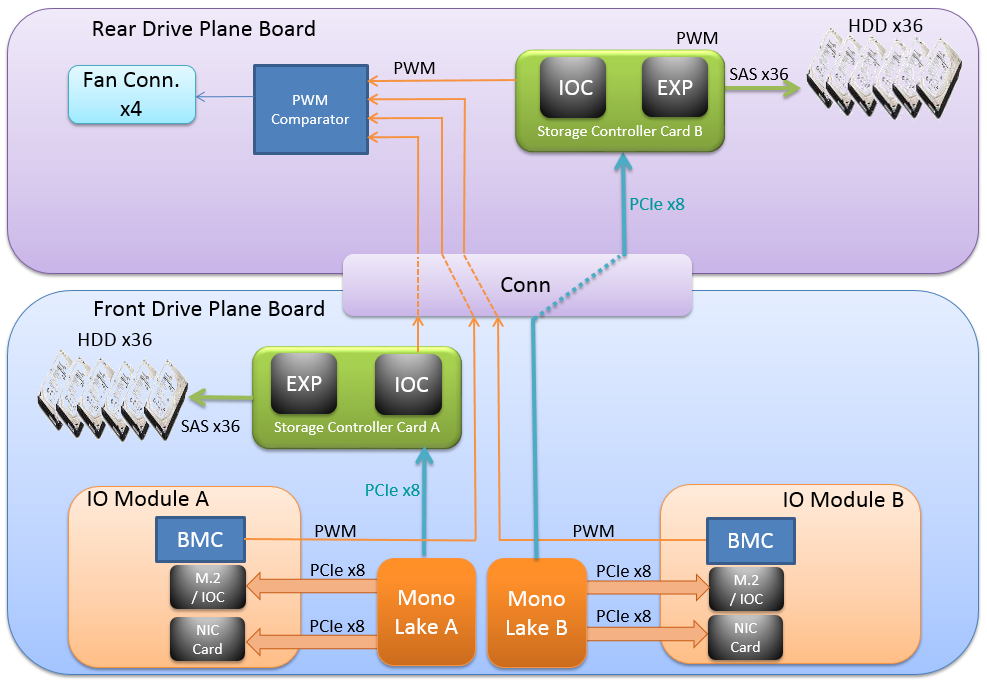 Rear Drive Plane Board
HDD x36
PWM
Fan Conn.
x4
PWM
PWM
Comparator
IOC
EXP
SAS x36
Storage Controller Card B
PCIe x8
Conn
Front Drive Plane Board
HDD x36
EXP
IOC
SAS x36
Storage Controller Card A
PCIe x8
IO Module A
IO Module B
BMC
PWM
PWM
BMC
M.2
/ IOC
PCIe x8
Mono
Lake A
Mono
Lake B
PCIe x8
M.2
/ IOC
NIC
Card
PCIe x8
PCIe x8
NIC
Card